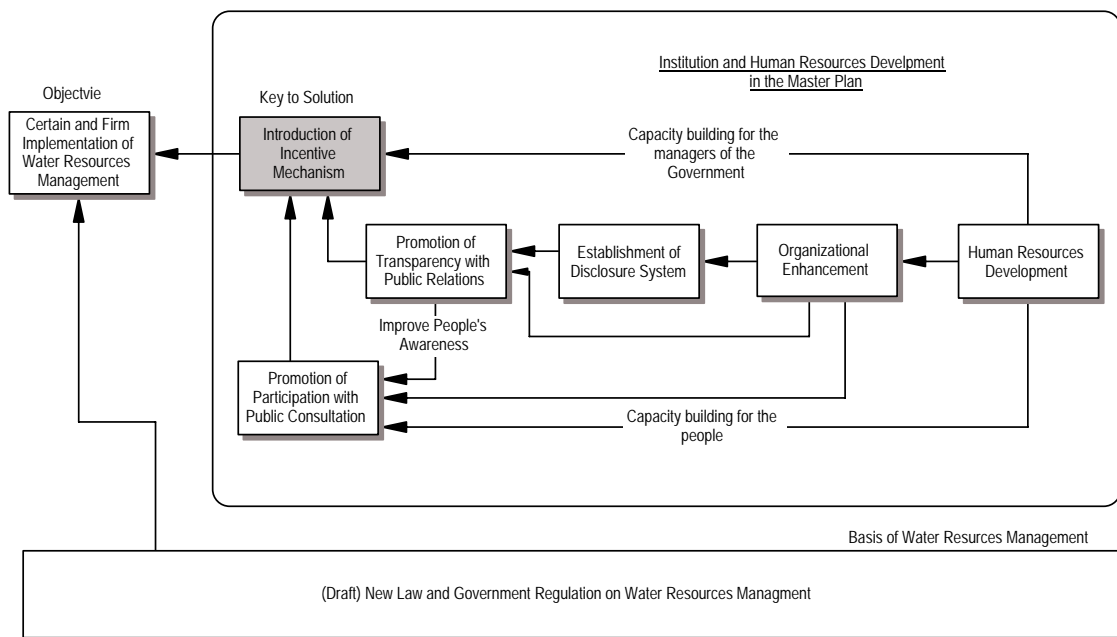 Institution and Human Resources Develpment
in the Master Plan
Objectvie
Key to Solution
Certain and Firm
Implementation of
Water Resources
Management
Introduction of
Incentive
Mechanism
Capacity building for the
managers of the
Government
Promotion of
Transparency with
Public Relations
Establishment of
Disclosure System
Organizational
Enhancement
Human Resources
Development
Improve People's
Awareness
Promotion of
Participation with
Public Consultation
Capacity building for the
people
Basis of Water Resurces Management
(Draft) New Law and Government Regulation on Water Resources Managment